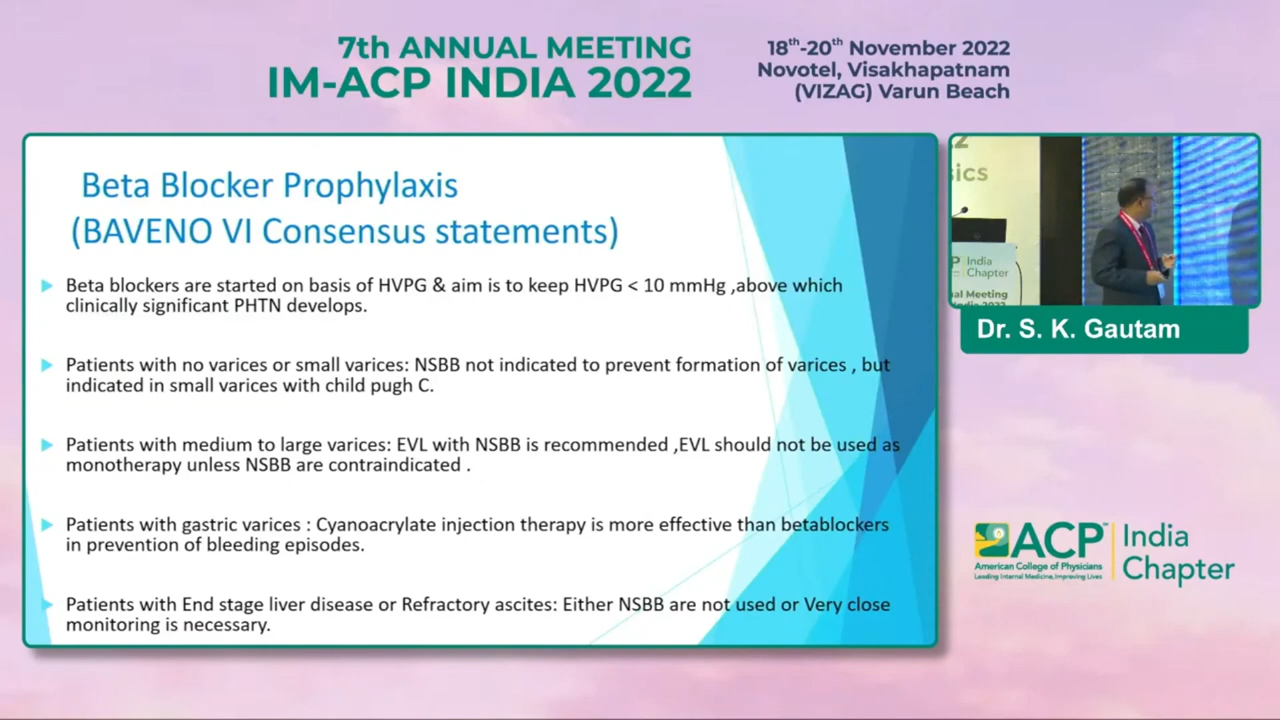 7th ANNUAL MEETING
IM-ACP INDIA 2022
18th-20th November 2022
Novotel, Visakhapatnam
(VIZAG) Varun Beach
Beta Blocker Prophylaxis
(BAVENO VI Consensus statements)
Beta blockers are started on basis of HVPG & aim is to keep HVPG < 10 mmHg ,above which
clinically significant PHTN develops.
Patients with no varices or small varices: NSBB not indicated to prevent formation of varices , but
indicated in small varices with child pugh C.
Patients with medium to large varices: EVL with NSBB is recommended ,EVL should not be used as
monotherapy unless NSBB are contraindicated .
Patients with gastric varices : Cyanoacrylate injection therapy is more effective than betablockers
in prevention of bleeding episodes.
Patients with End stage liver disease or Refractory ascites: Either NSBB are not used or Very close
monitoring is necessary.
sics
P India
Chapter
al Meeting
Dr. S. K. Gautam
ACP™
American College of Physicians
Leading Internal Medicine, Improving Lives
India
Chapter